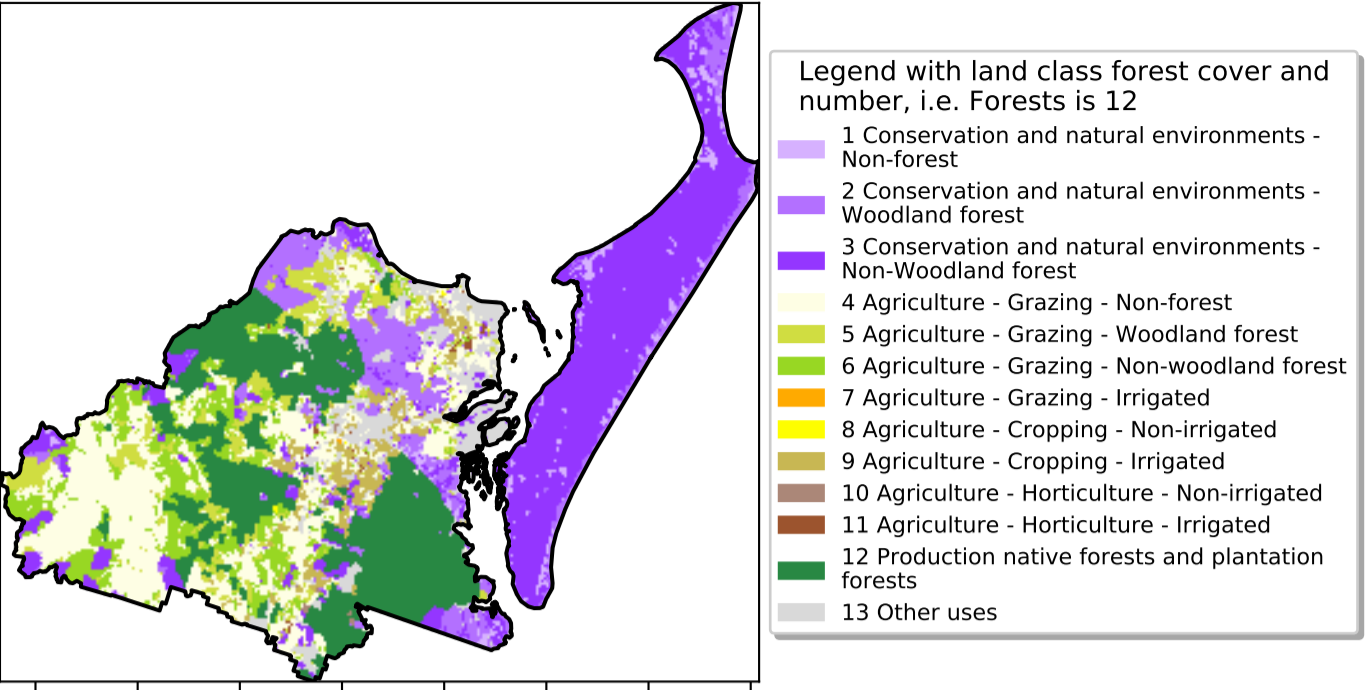 Legend with land class forest cover and
number, i.e. Forests is 12
1 Conservation and natural environments -
Non-forest
2 Conservation and natural environments -
Woodland forest
3 Conservation and natural environments -
Non-Woodland forest
4 Agriculture - Grazing - Non-forest
5 Agriculture - Grazing - Woodland forest
6 Agriculture - Grazing - Non-woodland forest
7 Agriculture - Grazing - Irrigated
8 Agriculture - Cropping - Non-irrigated
9 Agriculture - Cropping - Irrigated
10 Agriculture - Horticulture - Non-irrigated
11 Agriculture - Horticulture - Irrigated
12 Production native forests and plantation
forests
13 Other uses